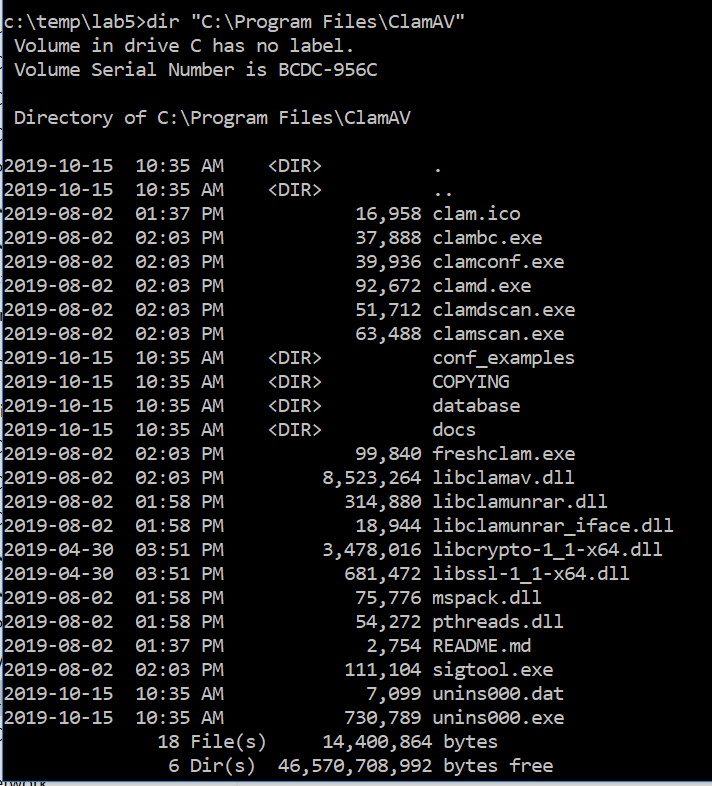 c:\temp\lab5>dir "C:\Program Files\ClamAV"
 Volume in drive C has no label.
 Volume Serial Number is BCDC-956C

 Directory of C:\Program Files\ClamAV

2019-10-15  10:35 AM    <DIR>          .
2019-10-15  10:35 AM    <DIR>          ..
2019-08-02  01:37 PM            16,958 clam.ico
2019-08-02  02:03 PM            37,888 clambc.exe
2019-08-02  02:03 PM            39,936 clamconf.exe
2019-08-02  02:03 PM            92,672 clamd.exe
2019-08-02  02:03 PM            51,712 clamdscan.exe
2019-08-02  02:03 PM            63,488 clamscan.exe
2019-10-15  10:35 AM    <DIR>          conf_examples
2019-10-15  10:35 AM    <DIR>          COPYING
2019-10-15  10:35 AM    <DIR>          database
2019-10-15  10:35 AM    <DIR>          docs
2019-08-02  02:03 PM            99,840 freshclam.exe
2019-08-02  02:03 PM         8,523,264 libclamav.dll
2019-08-02  01:58 PM           314,880 libclamunrar.dll
2019-08-02  01:58 PM            18,944 libclamunrar_iface.dll
2019-04-30  03:51 PM         3,478,016 libcrypto-1_1-x64.dll
2019-04-30  03:51 PM           681,472 libssl-1_1-x64.dll
2019-08-02  01:58 PM            75,776 mspack.dll
2019-08-02  01:58 PM            54,272 pthreads.dll
2019-08-02  01:37 PM             2,754 README.md
2019-08-02  02:03 PM           111,104 sigtool.exe
2019-10-15  10:35 AM             7,099 unins000.dat
2019-10-15  10:35 AM           730,789 unins000.exe
              18 File(s)     14,400,864 bytes
               6 Dir(s)  46,570,708,992 bytes free